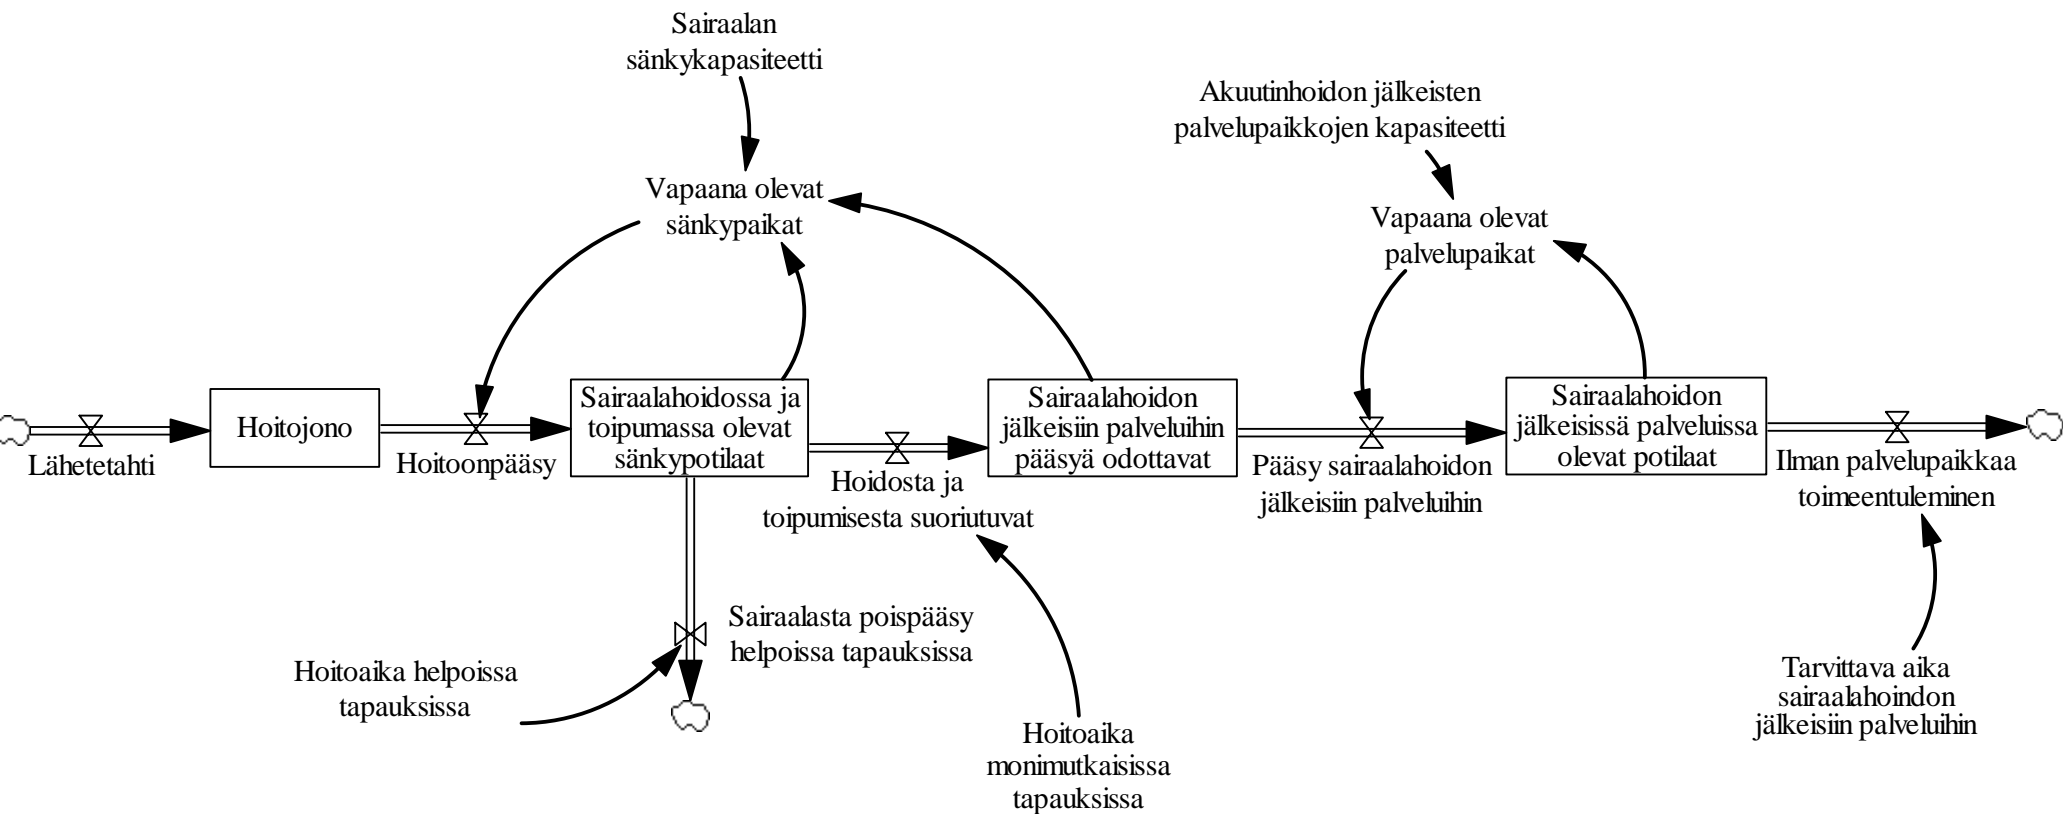 Sairaalan
sänkykapasiteetti
Akuutinhoidon jälkeisten
palvelupaikkojen kapasiteetti
Vapaana olevat
sänkypaikat
Vapaana olevat
palvelupaikat
Lähetetahti
Hoitojono
Hoitoonpääsy
Sairaalahoidossa ja
toipumassa olevat
sänkypotilaat
Hoidosta ja
toipumisesta suoriutuvat
Sairaalahoidon
jälkeisiin palveluihin
pääsyä odottavat
Pääsy sairaalahoidon
jälkeisiin palveluihin
Sairaalahoidon
jälkeisissä palveluissa
olevat potilaat
Ilman palvelupaikkaa
toimeentuleminen
Sairaalasta poispääsy
helpoissa tapauksissa
Hoitoaika helpoissa
tapauksissa
Hoitoaika
monimutkaisissa
tapauksissa
Tarvittava aika
sairaalahoindon
jälkeisiin palveluihin